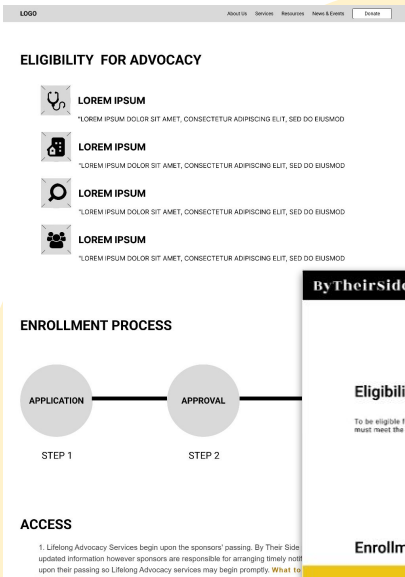 LOGO
About Us Services Resources News & Events Donate
ELIGIBILITY FOR ADVOCACY
LOREM IPSUM
"LOREM IPSUM DOLOR SIT AMET, CONSECTETUR ADIPISCING ELIT, SED DO EIUSMOD
LOREM IPSUM
"LOREM IPSUM DOLOR SIT AMET, CONSECTETUR ADIPISCING ELIT, SED DO EIUSMOD
LOREM IPSUM
"LOREM IPSUM DOLOR SIT AMET, CONSECTETUR ADIPISCING ELIT, SED DO EIUSMOD
LOREM IPSUM
"LOREM IPSUM DOLOR SIT AMET, CONSECTETUR ADIPISCING ELIT, SED DO EIUSMOD
ENROLLMENT PROCESS
APPLICATION
APPROVAL
STEP 1
STEP 2
ACCESS
1. Lifelong Advocacy Services begin upon the sponsors' passing. By Their Side
updated information however sponsors are responsible for arranging timely notif
upon their passing so Lifelong Advocacy services may begin promptly. What to
ByTheirSide
Eligibili
To be eligible f
must meet the
Enrollm